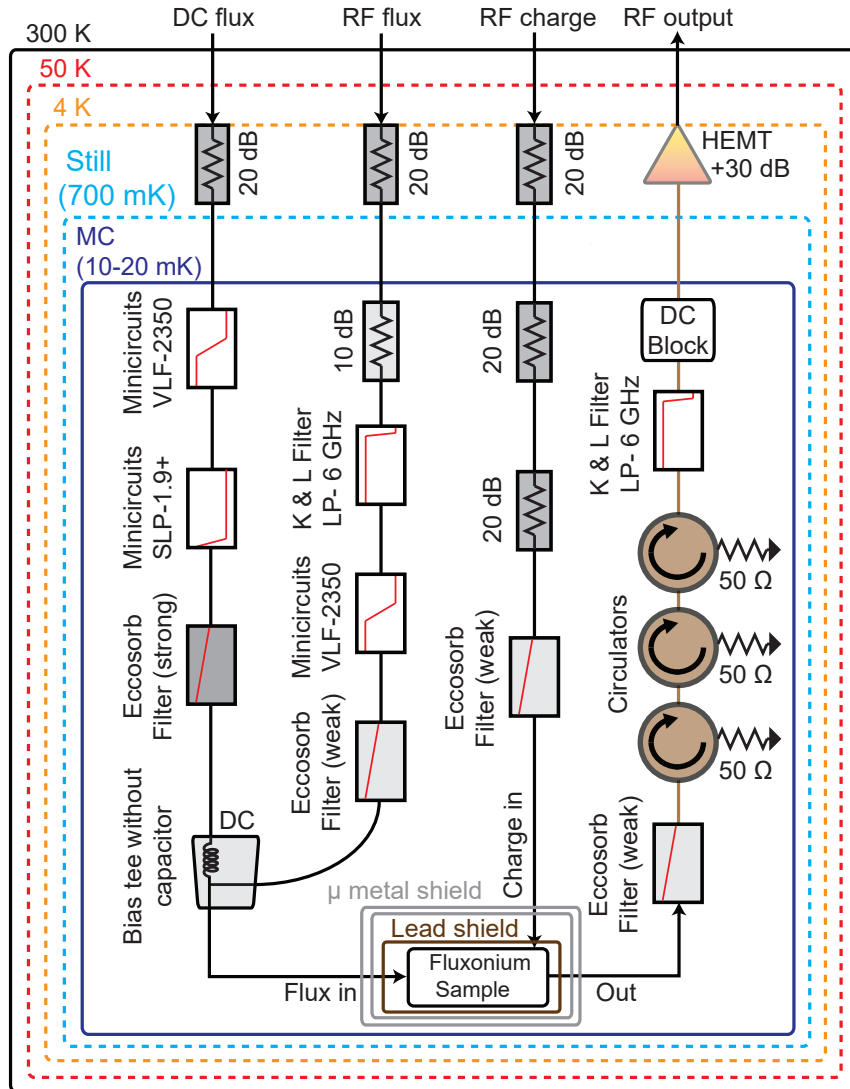 DC flux
RF flux
RF charge
RF output
300 K
50 K
4 K
Still
(700 mK)
MC
(10-20 mK)
20 dB
20 dB
20 dB
HEMT
+30 dB
Minicircuits
VLF-2350
10 dB
20 dB
DC
Block
Minicircuits
SLP-1.9+
K & L Filter
LP- 6 GHz
20 dB
K & L Filter
LP- 6 GHz
Eccosorb
Filter (strong)
Minicircuits
VLF-2350
Eccosorb
Filter (weak)
Circulators
50 Ω
50 Ω
50 Ω
Bias tee without
capacitor
DC
Eccosorb
Filter (weak)
Charge in
Eccosorb
Filter (weak)
μ metal shield
Lead shield
Fluxonium
Sample
Flux in
Out